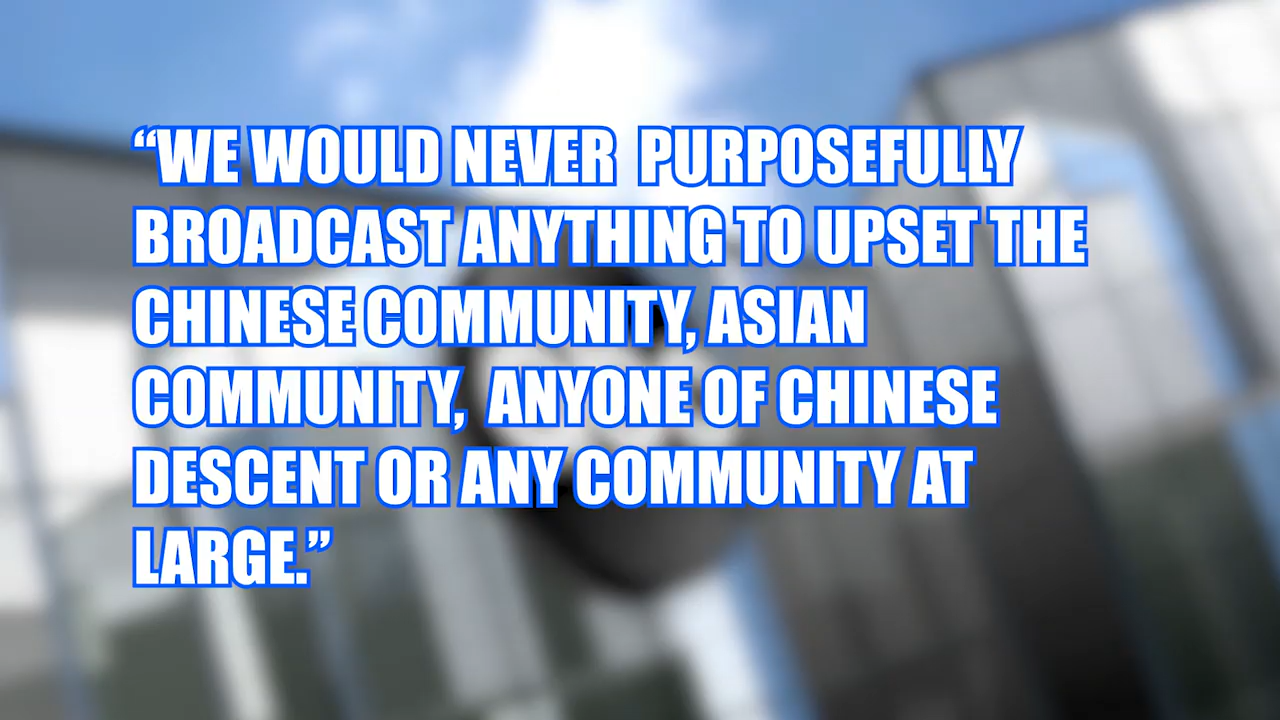 “WE WOULD NEVER  PURPOSEFULLY
BROADCAST ANYTHING TO UPSET THE
CHINESE COMMUNITY, ASIAN
COMMUNITY,  ANYONE OF CHINESE
DESCENT OR ANY COMMUNITY AT
LARGE.”